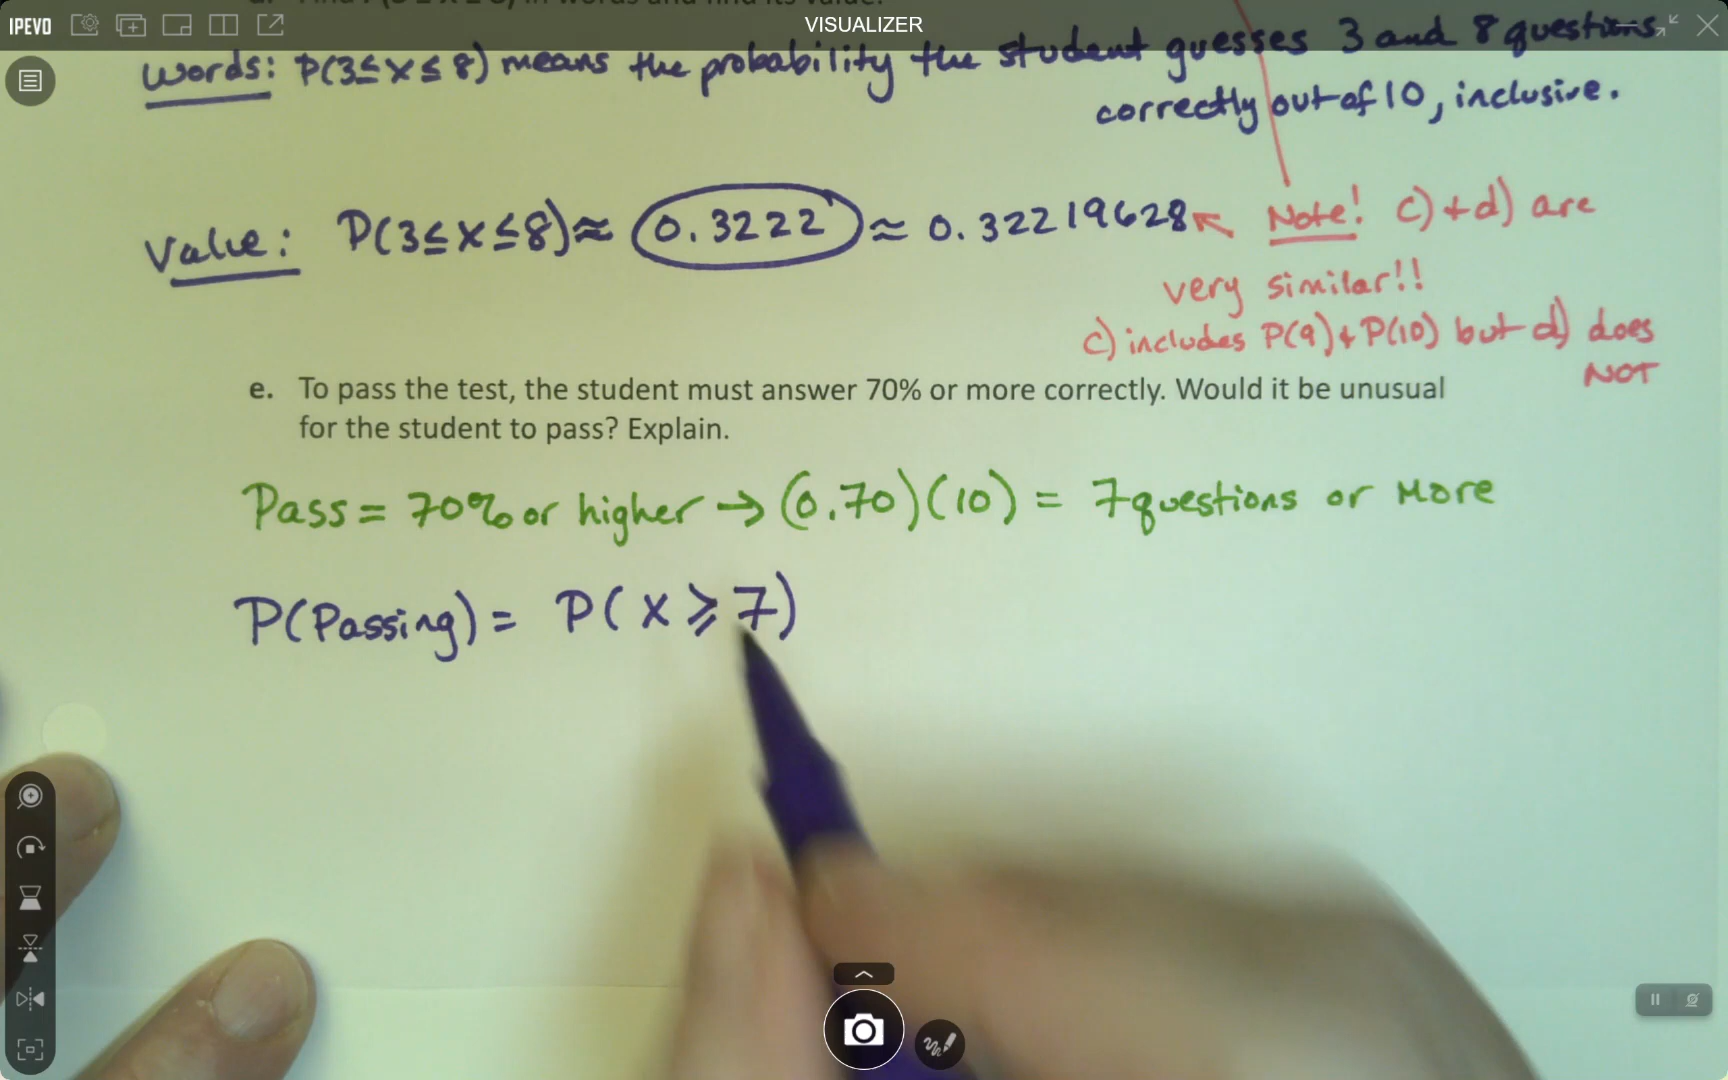 IPEVO
VISUALIZER
Words: P(3≤x≤8) means the probability the student guesses 3 and 8 questions
correctly out of 10, inclusive.
Value: P(3≤x≤8)≈ 0.3222 ≈ 0.32219628 Note! c) + d) are
very similar!!
c) includes P(9) + P(10) but d) does
NOT
e. To pass the test, the student must answer 70% or more correctly. Would it be unusual
for the student to pass? Explain.
Pass = 70% or higher → (0.70)(10) = 7 questions or more
P(Passing) = P(x ≥ 7)